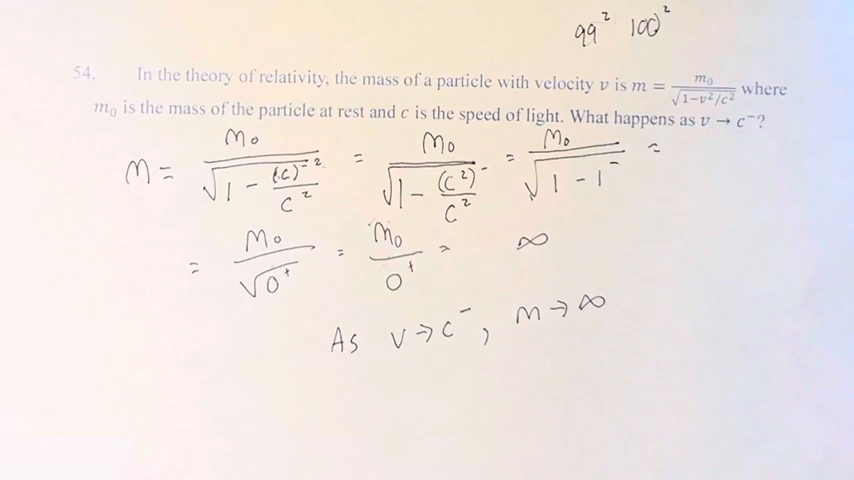 99² 100²
54. In the theory of relativity, the mass of a particle with velocity v is m = m₀/√(1−v²/c²) where
m₀ is the mass of the particle at rest and c is the speed of light. What happens as v → c⁻?
m = m₀/√(1 − ((c)⁻)²/c²) = m₀/√(1 − (c²)⁻/c²) = m₀/√(1 − 1⁻) =
= m₀/√0⁺ = m₀/0⁺ = ∞
As v → c⁻, m → ∞